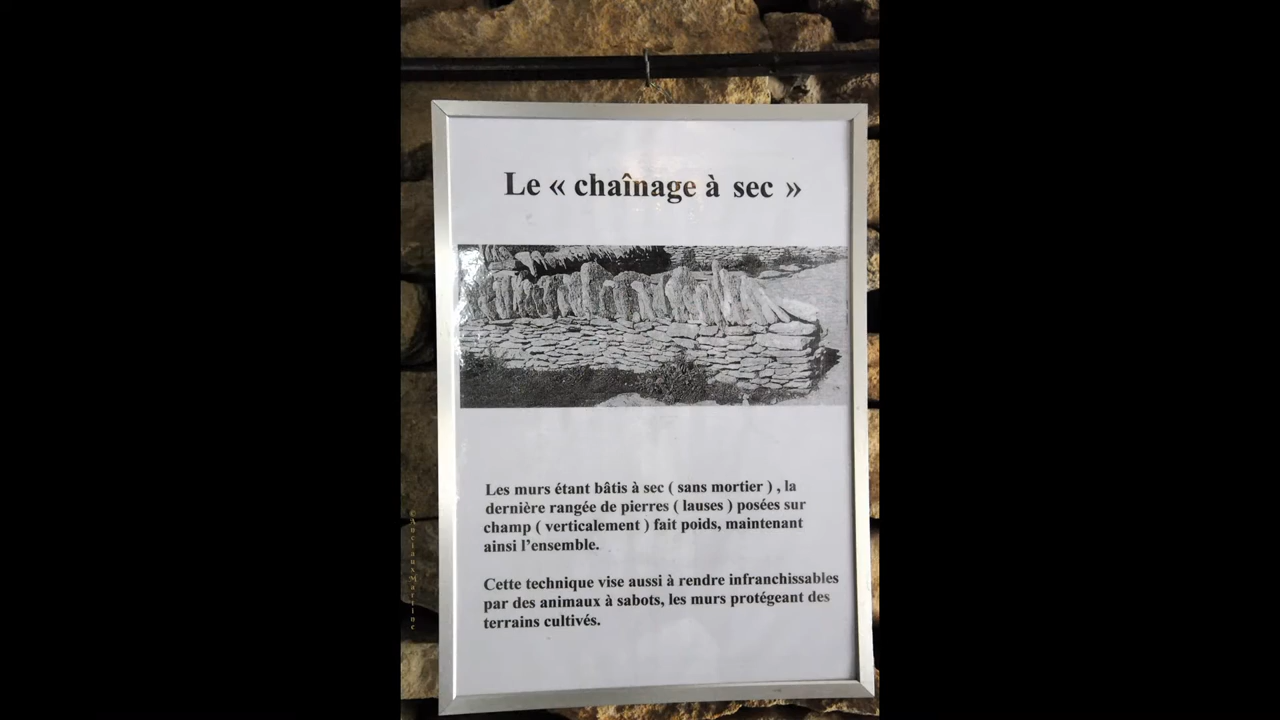 Le « chaînage à sec »
Les murs étant bâtis à sec ( sans mortier ) , la
dernière rangée de pierres ( lauses ) posées sur
champ ( verticalement ) fait poids, maintenant
ainsi l'ensemble.
Cette technique vise aussi à rendre infranchissables
par des animaux à sabots, les murs protégeant des
terrains cultivés.
©AnclauxMartine